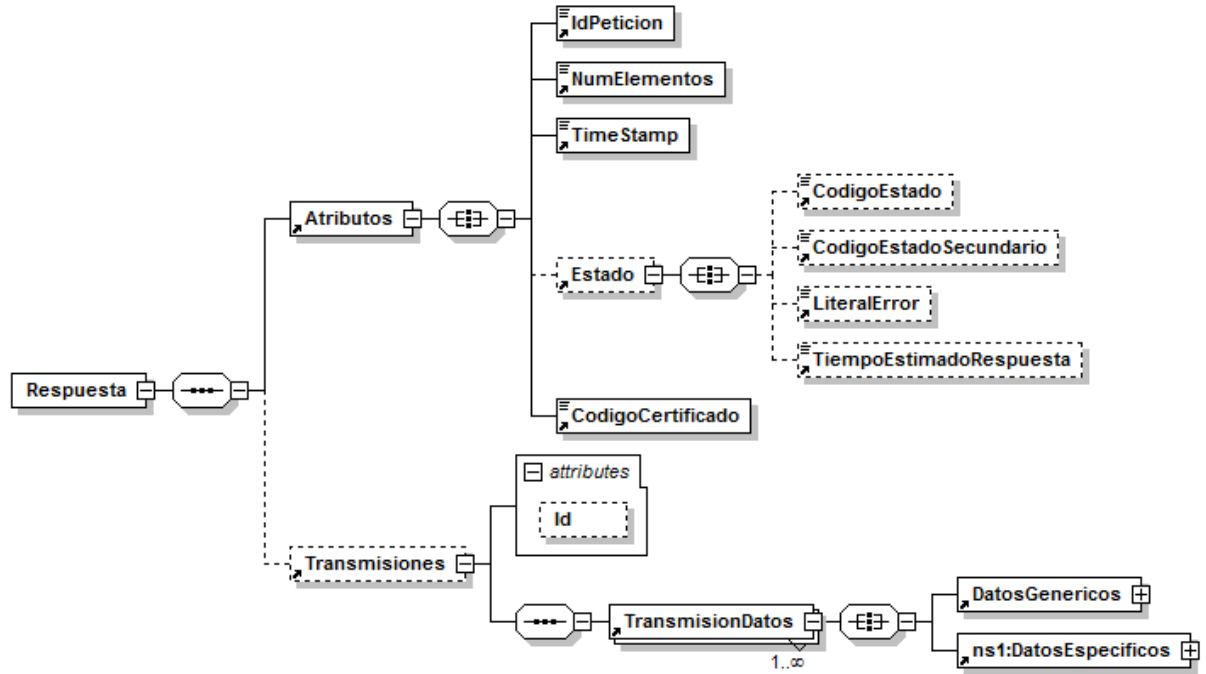 IdPeticion
NumElementos
TimeStamp
CodigoEstado
Atributos
CodigoEstadoSecundario
Estado
LiteralError
TiempoEstimadoRespuesta
Respuesta
CodigoCertificado
attributes
Id
Transmisiones
DatosGenericos
TransmisionDatos
ns1:DatosEspecificos
1..∞